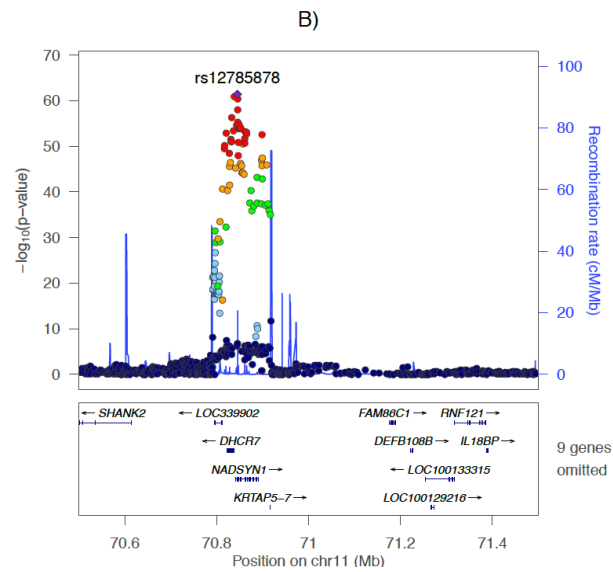 B)
rs12785878
70
60
50
40
30
20
10
0
−log10(p−value)
100
80
60
40
20
0
Recombination rate (cM/Mb)
← SHANK2
← LOC339902
FAM86C1 →
RNF121 →
← DHCR7
DEFB108B →
IL18BP →
NADSYN1 →
← LOC100133315
KRTAP5−7 →
LOC100129216 →
9 genes
omitted
70.6
70.8
71
71.2
71.4
Position on chr11 (Mb)